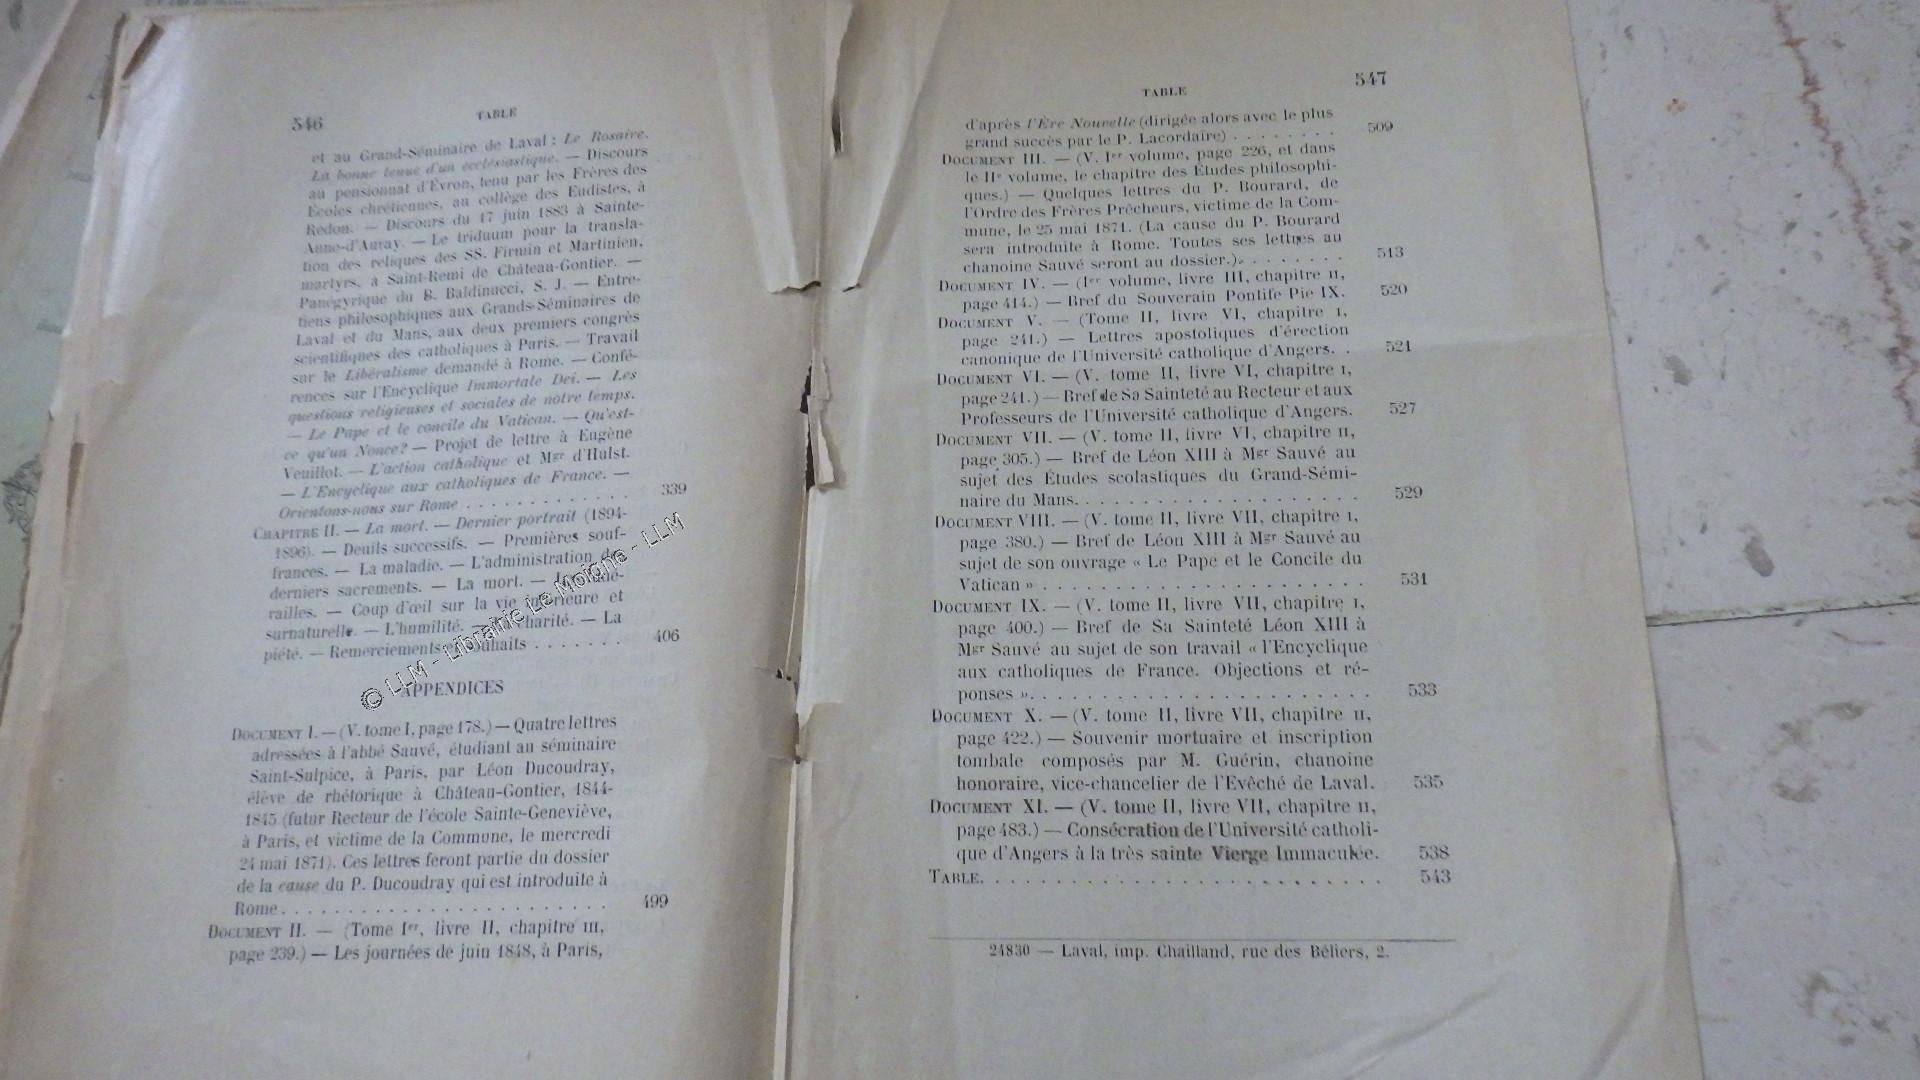 546
TABLE
et au Grand-Séminaire de Laval : Le Rosaire.
La bonne tenue d'un ecclésiastique. — Discours
au pensionnat d'Évron, tenu par les Frères des
Écoles chrétiennes, au collège des Eudistes, à
Redon. — Discours du 17 juin 1883 à Sainte-
Anne-d'Auray. — Le triduum pour la transla-
tion des reliques des SS. Firmin et Martinien,
martyrs, à Saint-Remi de Château-Gontier. —
Panégyrique du B. Baldinucci, S. J. — Entre-
tiens philosophiques aux Grands-Séminaires de
Laval et du Mans, aux deux premiers congrès
scientifiques des catholiques à Paris. — Travail
sur le Libéralisme demandé à Rome. — Confé-
rences sur l'Encyclique Immortale Dei. — Les
questions religieuses et sociales de notre temps.
— Le Pape et le concile du Vatican. — Qu'est-
ce qu'un Nonce? — Projet de lettre à Eugène
Veuillot. — L'action catholique et Mgr d'Hulst.
— L'Encyclique aux catholiques de France. —
Orientons-nous sur Rome . . . . . . . . . . 339
CHAPITRE II. — La mort. — Dernier portrait (1894-
1896). — Deuils successifs. — Premières souf-
frances. — La maladie. — L'administration de
derniers sacrements. — La mort. —
railles. — Coup d'œil sur la vie intérieure et
surnaturelle. — L'humilité. — charité. — La
piété. — Remerciements souhaits . . . . . . . 406
© LLM - Librairie Le Moigne - LLM
APPENDICES
DOCUMENT I. — (V. tome I, page 178.) — Quatre lettres
adressées à l'abbé Sauvé, étudiant au séminaire
Saint-Sulpice, à Paris, par Léon Ducoudray,
élève de rhétorique à Château-Gontier, 1844-
1845 (futur Recteur de l'école Sainte-Geneviève,
à Paris, et victime de la Commune, le mercredi
24 mai 1871). Ces lettres feront partie du dossier
de la cause du P. Ducoudray qui est introduite à
Rome. . . . . . . . . . . . . . . . . . . . . 499
DOCUMENT II. — (Tome Ier, livre II, chapitre III,
page 239.) — Les journées de juin 1848, à Paris,
TABLE
547
d'après l'Ère Nouvelle (dirigée alors avec le plus
grand succès par le P. Lacordaire) . . . . . . . . 509
DOCUMENT III. — (V. Ier volume, page 226, et dans
le IIe volume, le chapitre des Études philosophi-
ques.) — Quelques lettres du P. Bourard, de
l'Ordre des Frères Prêcheurs, victime de la Com-
mune, le 25 mai 1871. (La cause du P. Bourard
sera introduite à Rome. Toutes ses lettres au
chanoine Sauvé seront au dossier.). . . . . . . . 513
DOCUMENT IV. — (Ier volume, livre III, chapitre II,
page 414.) — Bref du Souverain Pontife Pie IX. 520
DOCUMENT V. — (Tome II, livre VI, chapitre I,
page 241.) — Lettres apostoliques d'érection
canonique de l'Université catholique d'Angers. . 521
DOCUMENT VI. — (V. tome II, livre VI, chapitre I,
page 241.) — Bref de Sa Sainteté au Recteur et aux
Professeurs de l'Université catholique d'Angers. 527
DOCUMENT VII. — (V. tome II, livre VI, chapitre II,
page 305.) — Bref de Léon XIII à Mgr Sauvé au
sujet des Études scolastiques du Grand-Sémi-
naire du Mans. . . . . . . . . . . . . . . . . . 529
DOCUMENT VIII. — (V. tome II, livre VII, chapitre I,
page 380.) — Bref de Léon XIII à Mgr Sauvé au
sujet de son ouvrage « Le Pape et le Concile du
Vatican » . . . . . . . . . . . . . . . . . . . . 531
DOCUMENT IX. — (V. tome II, livre VII, chapitre I,
page 400.) — Bref de Sa Sainteté Léon XIII à
Mgr Sauvé au sujet de son travail « l'Encyclique
aux catholiques de France. Objections et ré-
ponses ». . . . . . . . . . . . . . . . . . . . . 533
DOCUMENT X. — (V. tome II, livre VII, chapitre II,
page 422.) — Souvenir mortuaire et inscription
tombale composés par M. Guérin, chanoine
honoraire, vice-chancelier de l'Evêché de Laval. 535
DOCUMENT XI. — (V. tome II, livre VII, chapitre II,
page 483.) — Consécration de l'Université catholi-
que d'Angers à la très sainte Vierge Immaculée. 538
TABLE. . . . . . . . . . . . . . . . . . . . . . 543
24830 — Laval, imp. Chailland, rue des Béliers, 2.